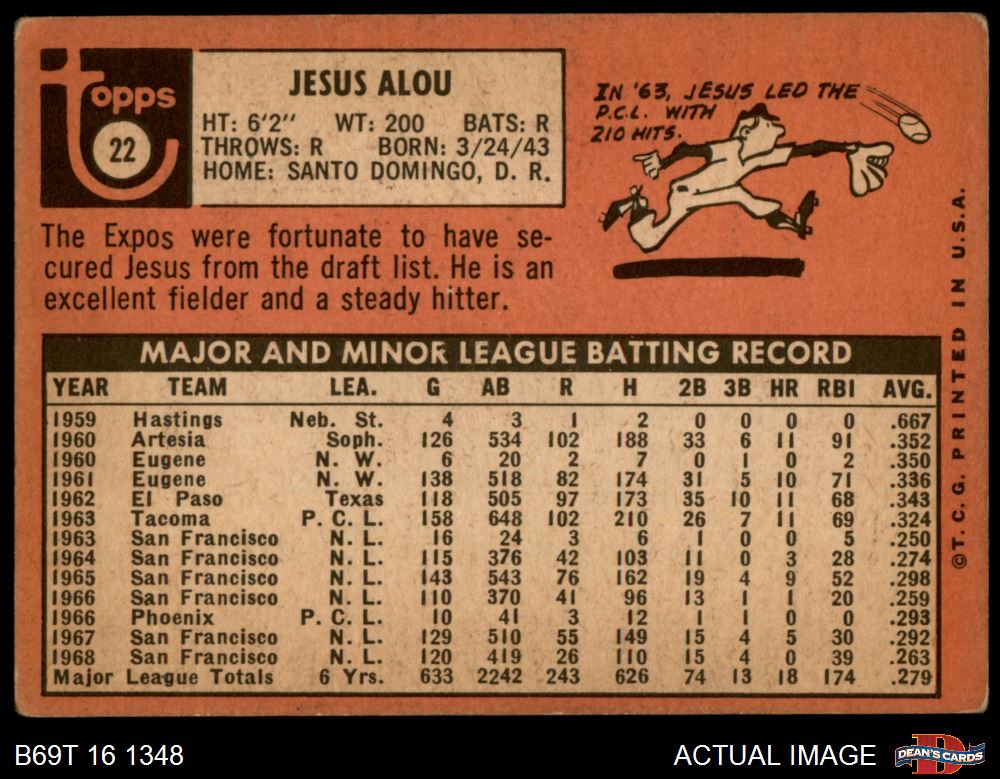 Topps
22
JESUS ALOU
HT: 6'2" WT: 200 BATS: R
THROWS: R BORN: 3/24/43
HOME: SANTO DOMINGO, D. R.
IN '63, JESUS LED THE
P.C.L. WITH
210 HITS.
The Expos were fortunate to have se-
cured Jesus from the draft list. He is an
excellent fielder and a steady hitter.
MAJOR AND MINOR LEAGUE BATTING RECORD
YEAR TEAM LEA. G AB R H 2B 3B HR RBI AVG.
1959 Hastings Neb. St. 4 3 1 2 0 0 0 0 .667
1960 Artesia Soph. 126 534 102 188 33 6 11 91 .352
1960 Eugene N. W. 6 20 2 7 0 1 0 2 .350
1961 Eugene N. W. 138 518 82 174 31 5 10 71 .336
1962 El Paso Texas 118 505 97 173 35 10 11 68 .343
1963 Tacoma P. C. L. 158 648 102 210 26 7 11 69 .324
1963 San Francisco N. L. 16 24 3 6 1 0 0 5 .250
1964 San Francisco N. L. 115 376 42 103 11 0 3 28 .274
1965 San Francisco N. L. 143 543 76 162 19 4 9 52 .298
1966 San Francisco N. L. 110 370 41 96 13 1 1 20 .259
1966 Phoenix P. C. L. 10 41 3 12 1 1 0 0 .293
1967 San Francisco N. L. 129 510 55 149 15 4 5 30 .292
1968 San Francisco N. L. 120 419 26 110 15 4 0 39 .263
Major League Totals 6 Yrs. 633 2242 243 626 74 13 18 174 .279
©T. C. G. PRINTED IN U.S.A.
B69T 16 1348
ACTUAL IMAGE
DEAN'S CARDS